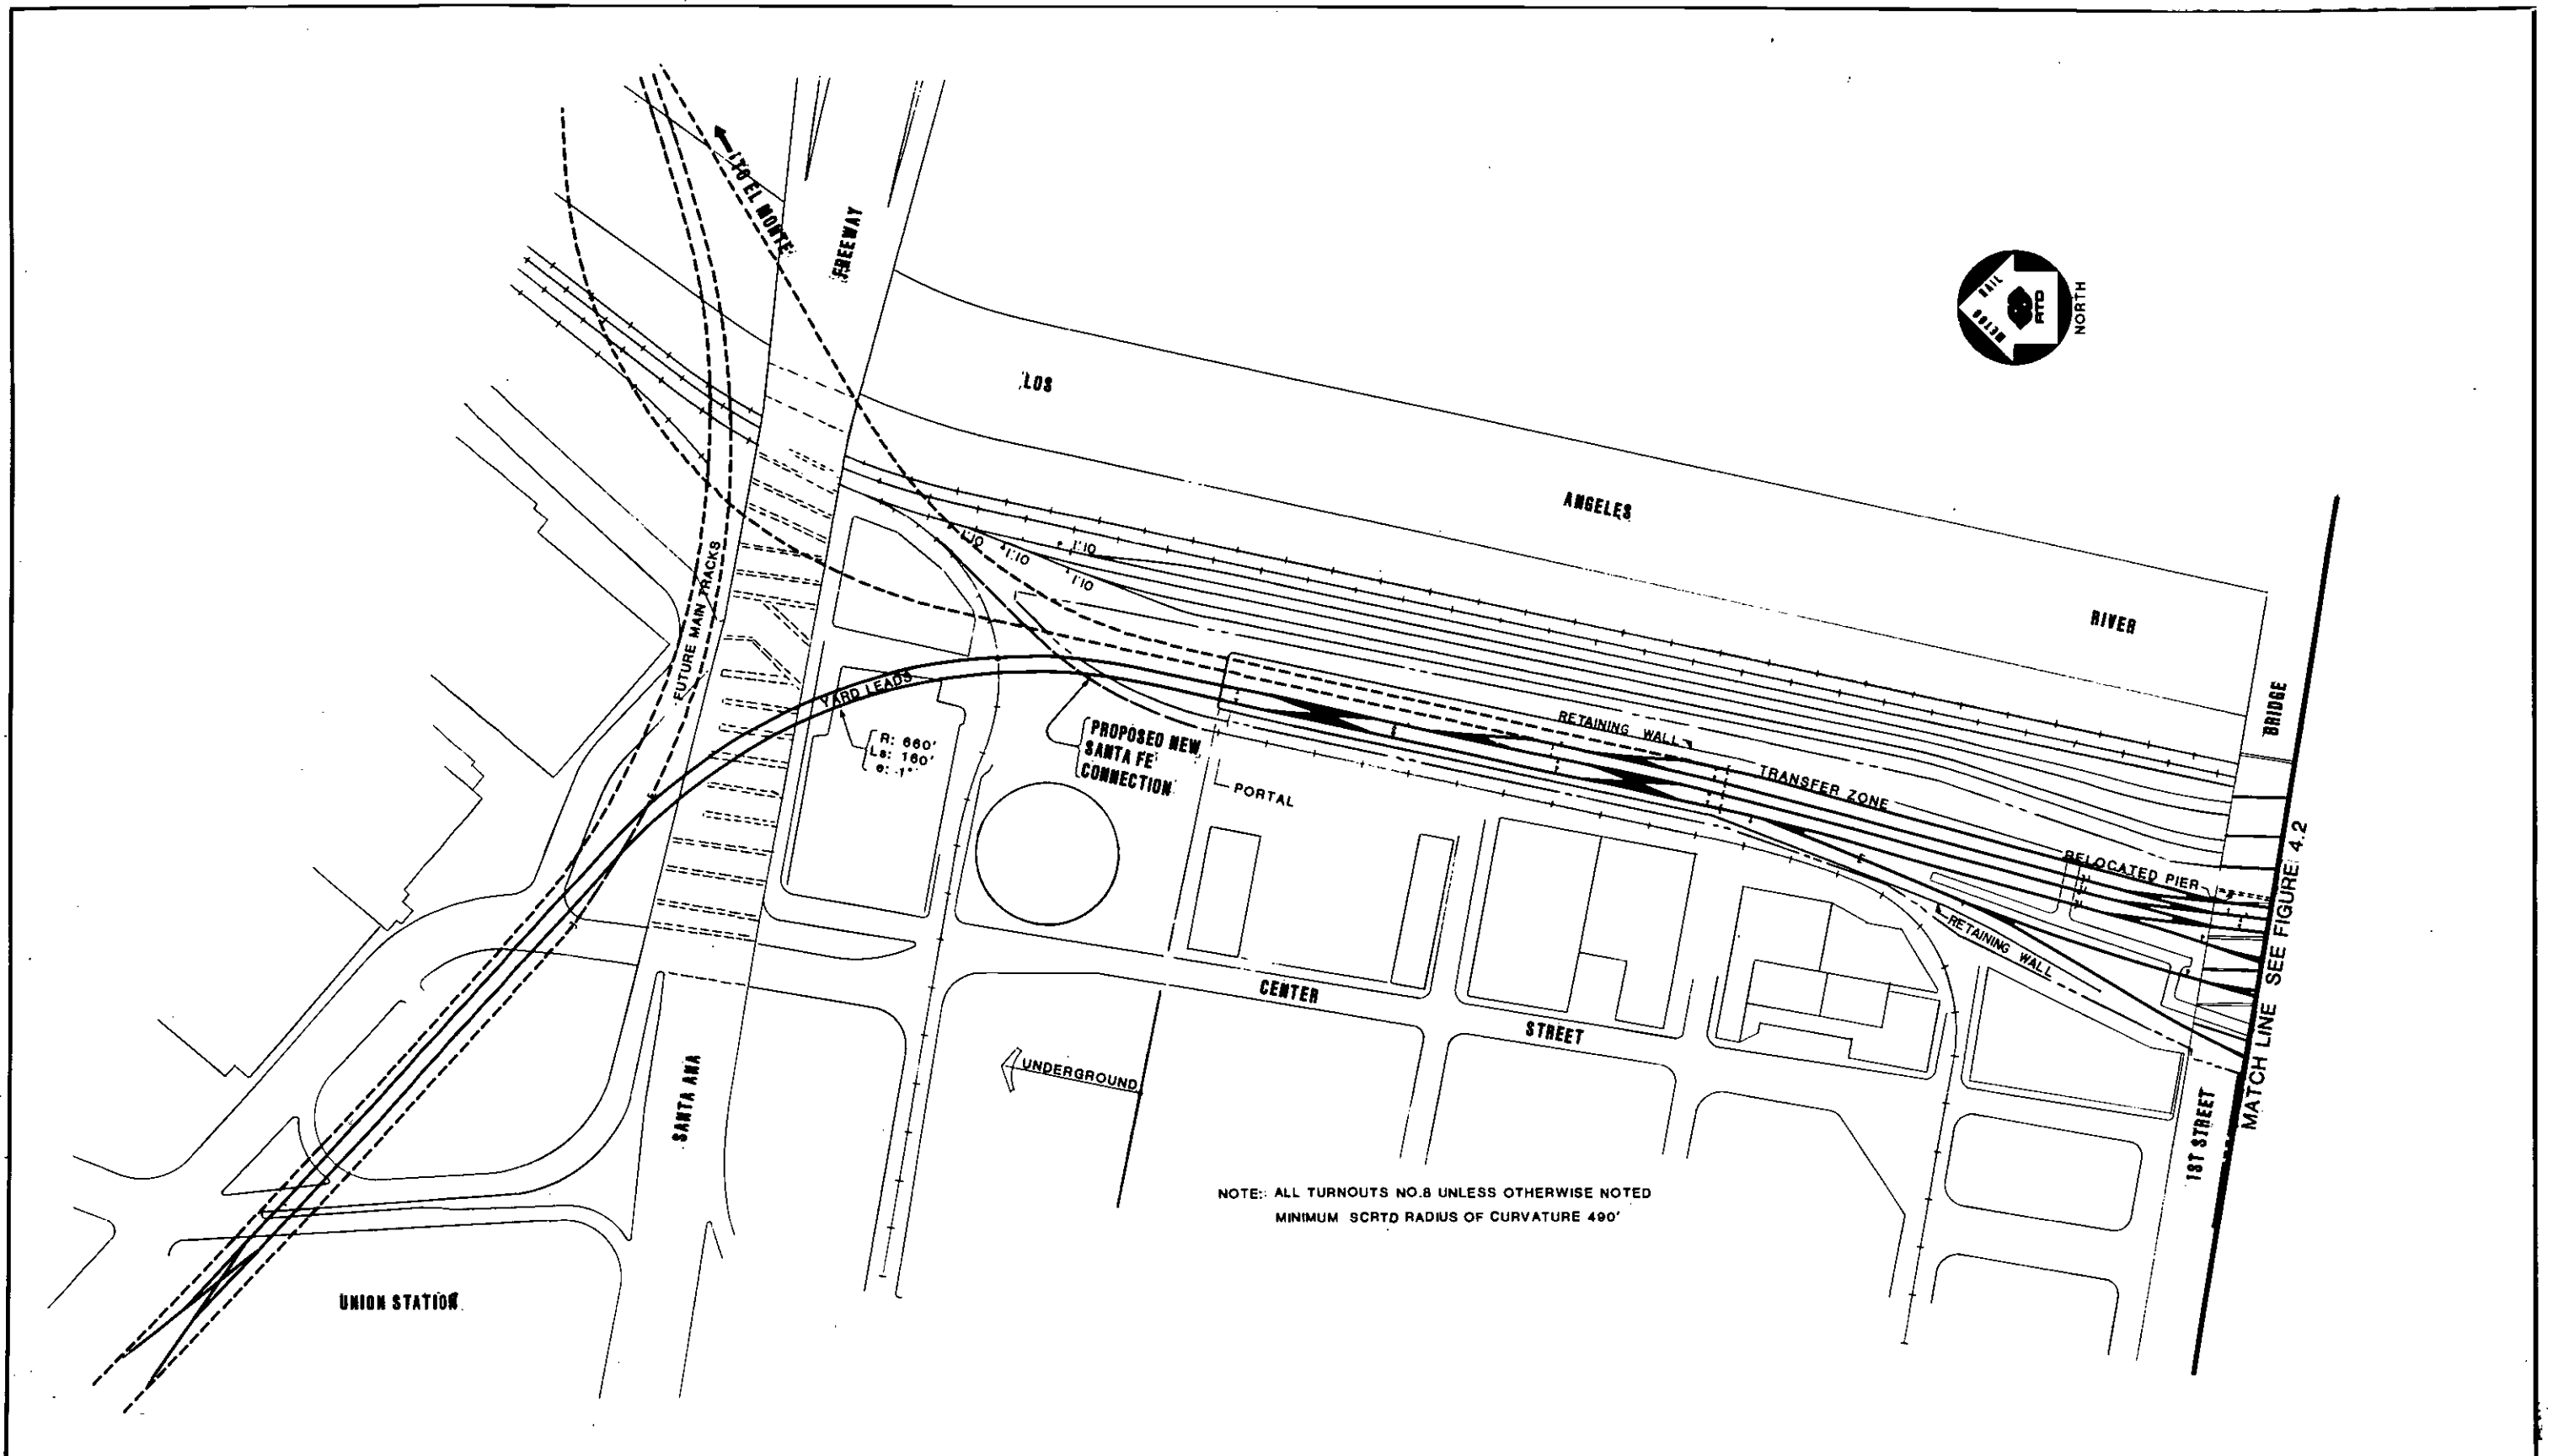 TO EL MONTE
FREEWAY
METRO
RAIL
RTD
NORTH
LOS
ANGELES
RIVER
BRIDGE
1:10
1:10
1:10
1:10
FUTURE MAIN TRACKS
YARD LEADS
R: 660'
Ls: 160'
PROPOSED NEW
SANTA FE
CONNECTION
PORTAL
RETAINING WALL
TRANSFER ZONE
RELOCATED PIER
RETAINING WALL
MATCH LINE SEE FIGURE 4.2
CENTER
STREET
UNDERGROUND
SANTA ANA
1ST STREET
NOTE: ALL TURNOUTS NO.8 UNLESS OTHERWISE NOTED
MINIMUM SCRTD RADIUS OF CURVATURE 490'
UNION STATION